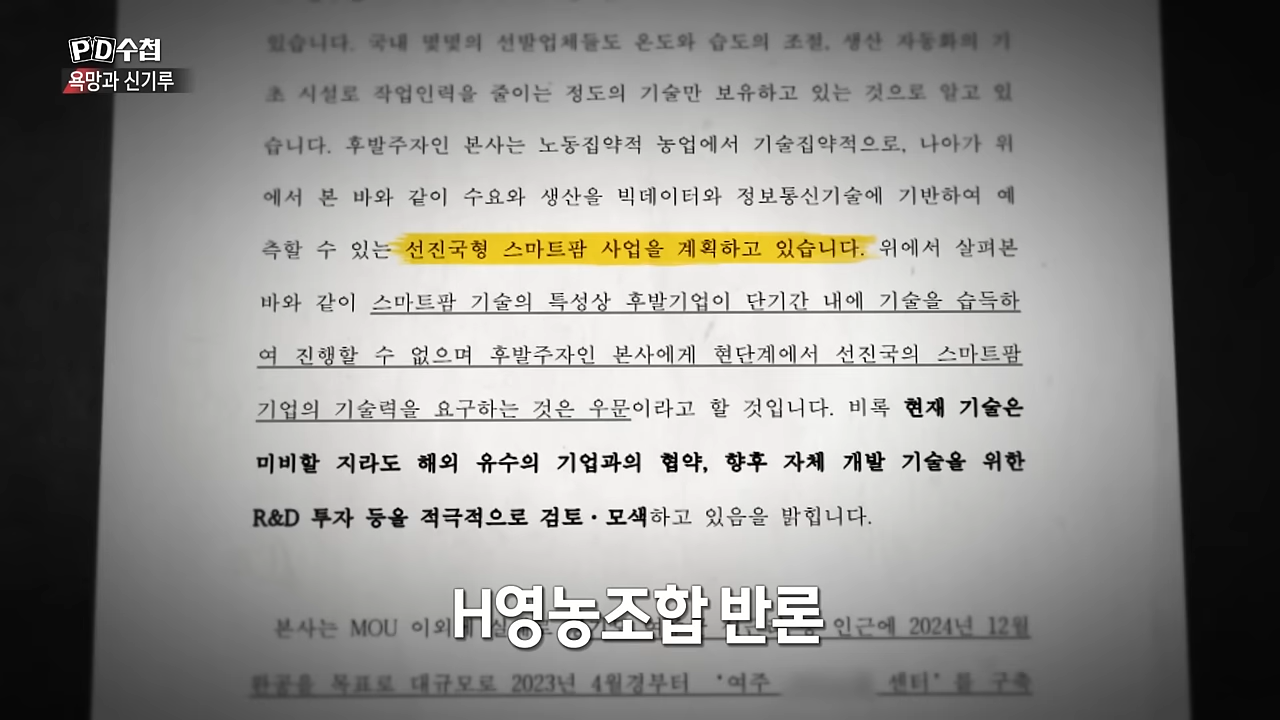 PD수첩
욕망과 신기루
있습니다. 국내 몇몇의 선발업체들도 온도와 습도의 조절, 생산 자동화의 기
초 시설로 작업인력을 줄이는 정도의 기술만 보유하고 있는 것으로 알고 있
습니다. 후발주자인 본사는 노동집약적 농업에서 기술집약적으로, 나아가 위
에서 본 바와 같이 수요와 생산을 빅데이터와 정보통신기술에 기반하여 예
측할 수 있는 선진국형 스마트팜 사업을 계획하고 있습니다. 위에서 살펴본
바와 같이 스마트팜 기술의 특성상 후발기업이 단기간 내에 기술을 습득하
여 진행할 수 없으며 후발주자인 본사에게 현단계에서 선진국의 스마트팜
기업의 기술력을 요구하는 것은 우문이라고 할 것입니다. 비록 현재 기술은
미비할 지라도 해외 유수의 기업과의 협약, 향후 자체 개발 기술을 위한
R&D 투자 등을 적극적으로 검토·모색하고 있음을 밝힙니다.
H영농조합 반론
본사는 MOU 이외 인근에 2024년 12월
완공을 목표로 대규모로 2023년 4월경부터 '여주 센터'를 구축